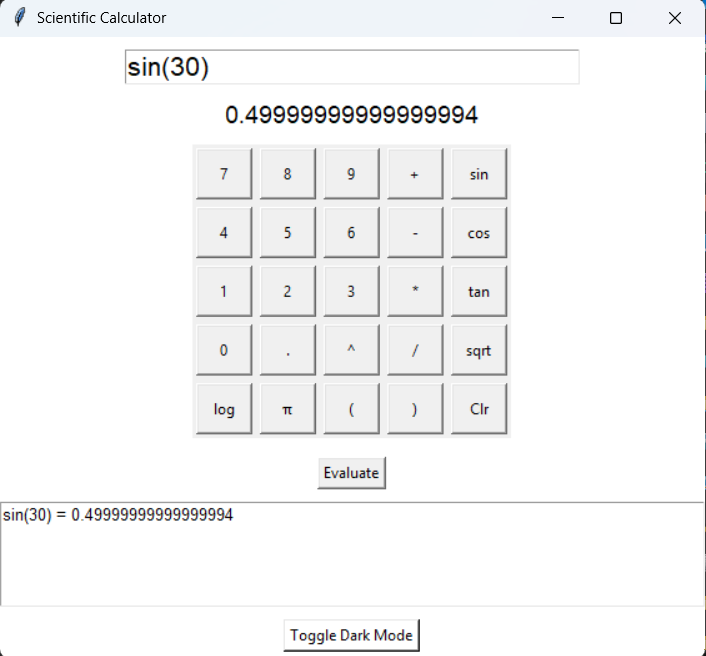 Scientific Calculator
sin(30)
0.49999999999999994
7 8 9 + sin
4 5 6 - cos
1 2 3 * tan
0 . ^ / sqrt
log π ( ) Clr
Evaluate
sin(30) = 0.49999999999999994
Toggle Dark Mode